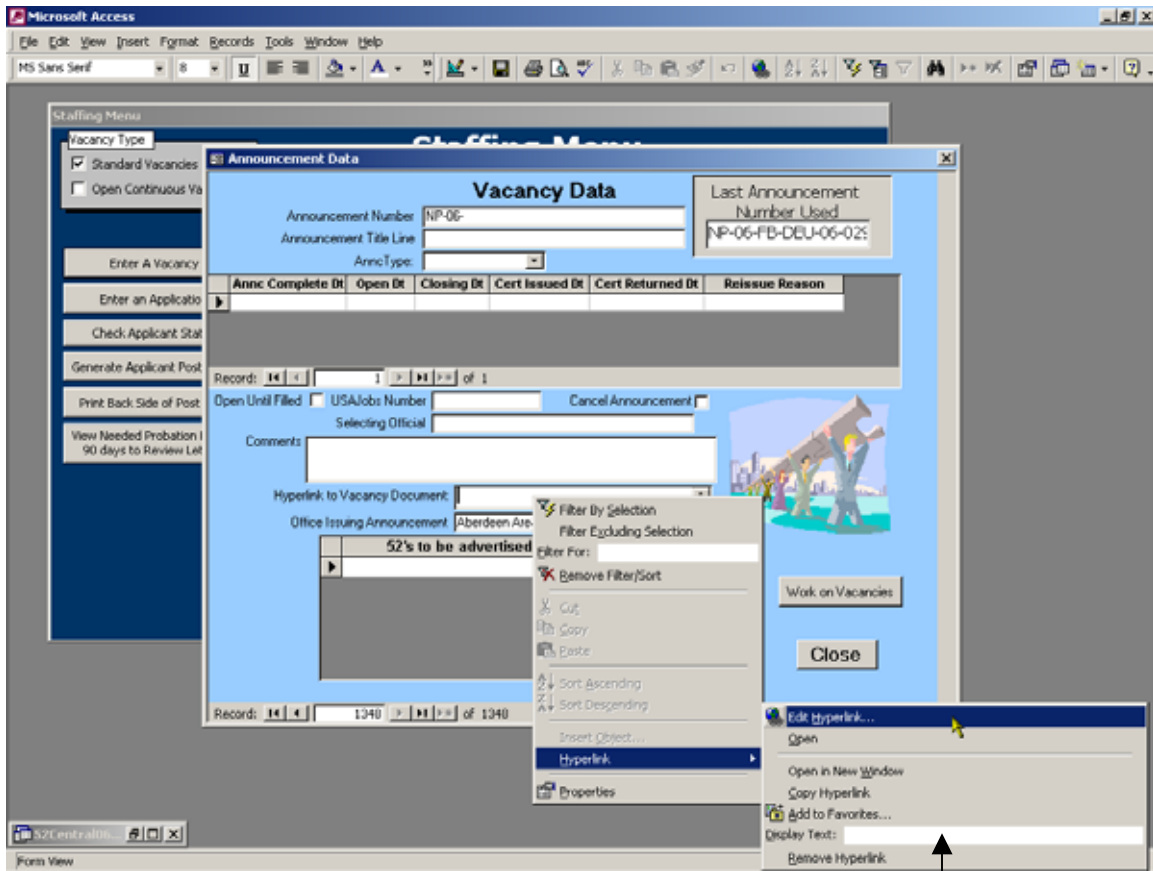 Microsoft Access
File Edit View Insert Format Records Tools Window Help
MS Sans Serif 8 U A
Staffing Menu
Staffing Menu
Vacancy Type
Standard Vacancies
Open Continuous Va
Enter A Vacancy
Enter an Applicatio
Check Applicant Stat
Generate Applicant Post
Print Back Side of Post
View Needed Probation
90 days to Review Let
Announcement Data
Vacancy Data
Last Announcement
Number Used
NP-06-FB-DEU-06-029
Announcement Number NP-06-
Announcement Title Line
AnncType:
Annc Complete Dt Open Dt Closing Dt Cert Issued Dt Cert Returned Dt Reissue Reason
Record: 1 of 1
Open Until Filled USAJobs Number Cancel Announcement
Selecting Official
Comments
Hyperlink to Vacancy Document:
Office Issuing Announcement Aberdeen Are
52's to be advertised
Work on Vacancies
Close
Record: 1340 of 1340
Filter By Selection
Filter Excluding Selection
Filter For:
Remove Filter/Sort
Cut
Copy
Paste
Sort Ascending
Sort Descending
Insert Object...
Hyperlink
Properties
Edit Hyperlink...
Open
Open in New Window
Copy Hyperlink
Add to Favorites...
Display Text:
Remove Hyperlink
Form View